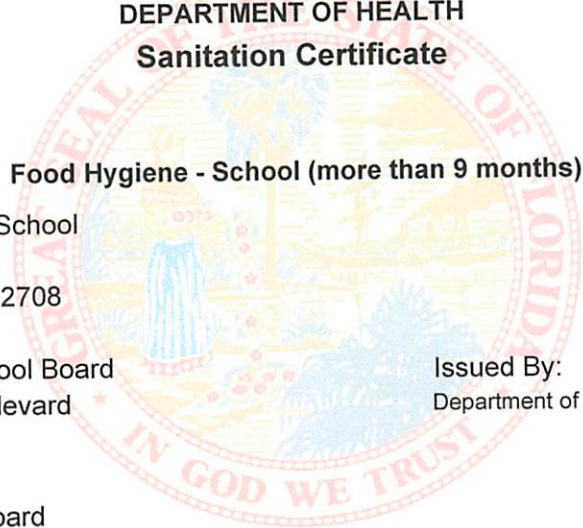 DEPARTMENT OF HEALTH
Sanitation Certificate
GREAT SEAL OF THE STATE OF FLORIDA
Food Hygiene - School (more than 9 months)
School
2708
ool Board
Issued By:
levard
Department of
IN GOD WE TRUST
oard